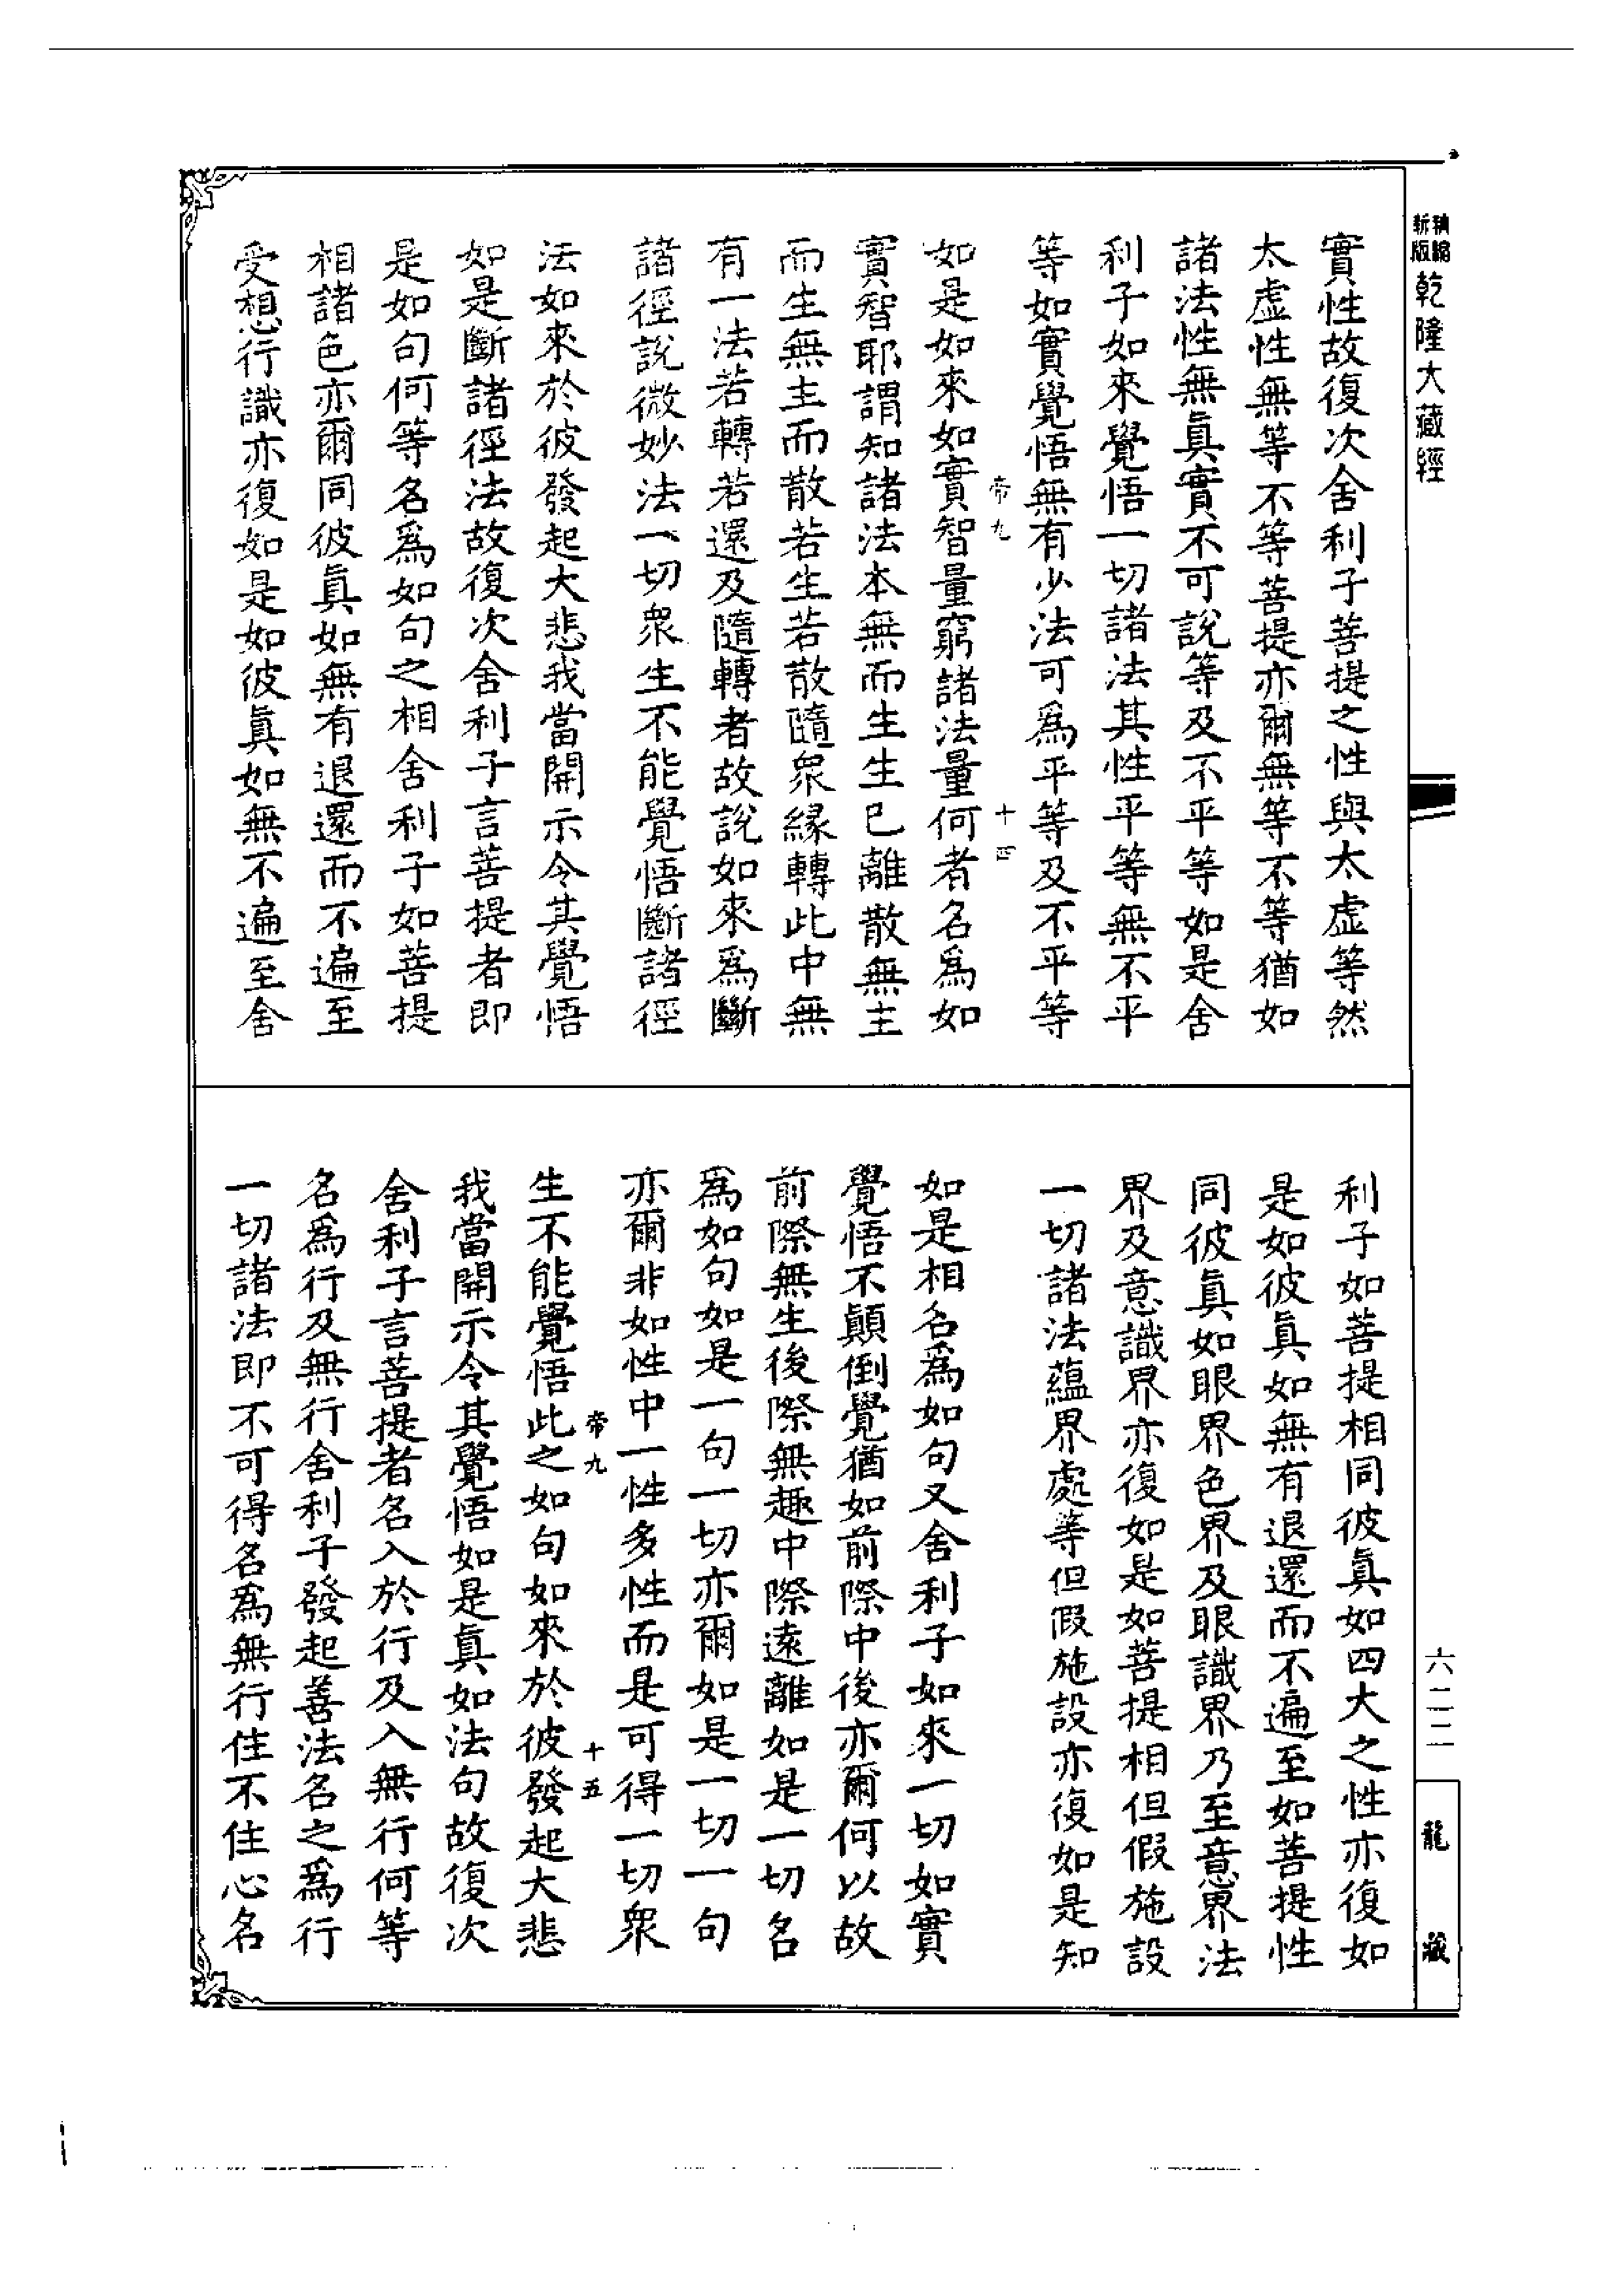 新版精縮
乾隆大藏經
實性故復次舍利子菩提之性與太虛等然
太虛性無等不等菩提亦爾無等不等猶如
諸法性無眞實不可說等及不平等如是舍
利子如來覺悟一切諸法其性平等無不平
等如實覺悟無有少法可爲平等及不平等
帝九
十四
如是如來如實智量窮諸法量何者名爲如
實智耶謂知諸法本無而生生已離散無主
而生無主而散若生若散隨衆緣轉此中無
有一法若轉若還及隨轉者故說如來爲斷
諸徑說微妙法一切衆生不能覺悟斷諸徑
法如來於彼發起大悲我當開示令其覺悟
如是斷諸徑法故復次舍利子言菩提者即
是如句何等名爲如句之相舍利子如菩提
相諸色亦爾同彼眞如無有退還而不遍至
受想行識亦復如是如彼眞如無不遍至舍
利子如菩提相同彼眞如四大之性亦復如
是如彼眞如無有退還而不遍至如菩提性
同彼眞如眼界色界及眼識界乃至意界法
界及意識界亦復如是如菩提相但假施設
一切諸法蘊界處等但假施設亦復如是知
如是相名爲如句又舍利子如來一切如實
覺悟不顚倒覺猶如前際中後亦爾何以故
前際無生後際無趣中際遠離如是一切名
爲如句如是一句一切亦爾如是一切一句
亦爾非如性中一性多性而是可得一切衆
帝九
十五
生不能覺悟此之如句如來於彼發起大悲
我當開示令其覺悟如是眞如法句故復次
舍利子言菩提者名入於行及入無行何等
名爲行及無行舍利子發起善法名之爲行
一切諸法即不可得名爲無行住不住心名
六二二
龍藏